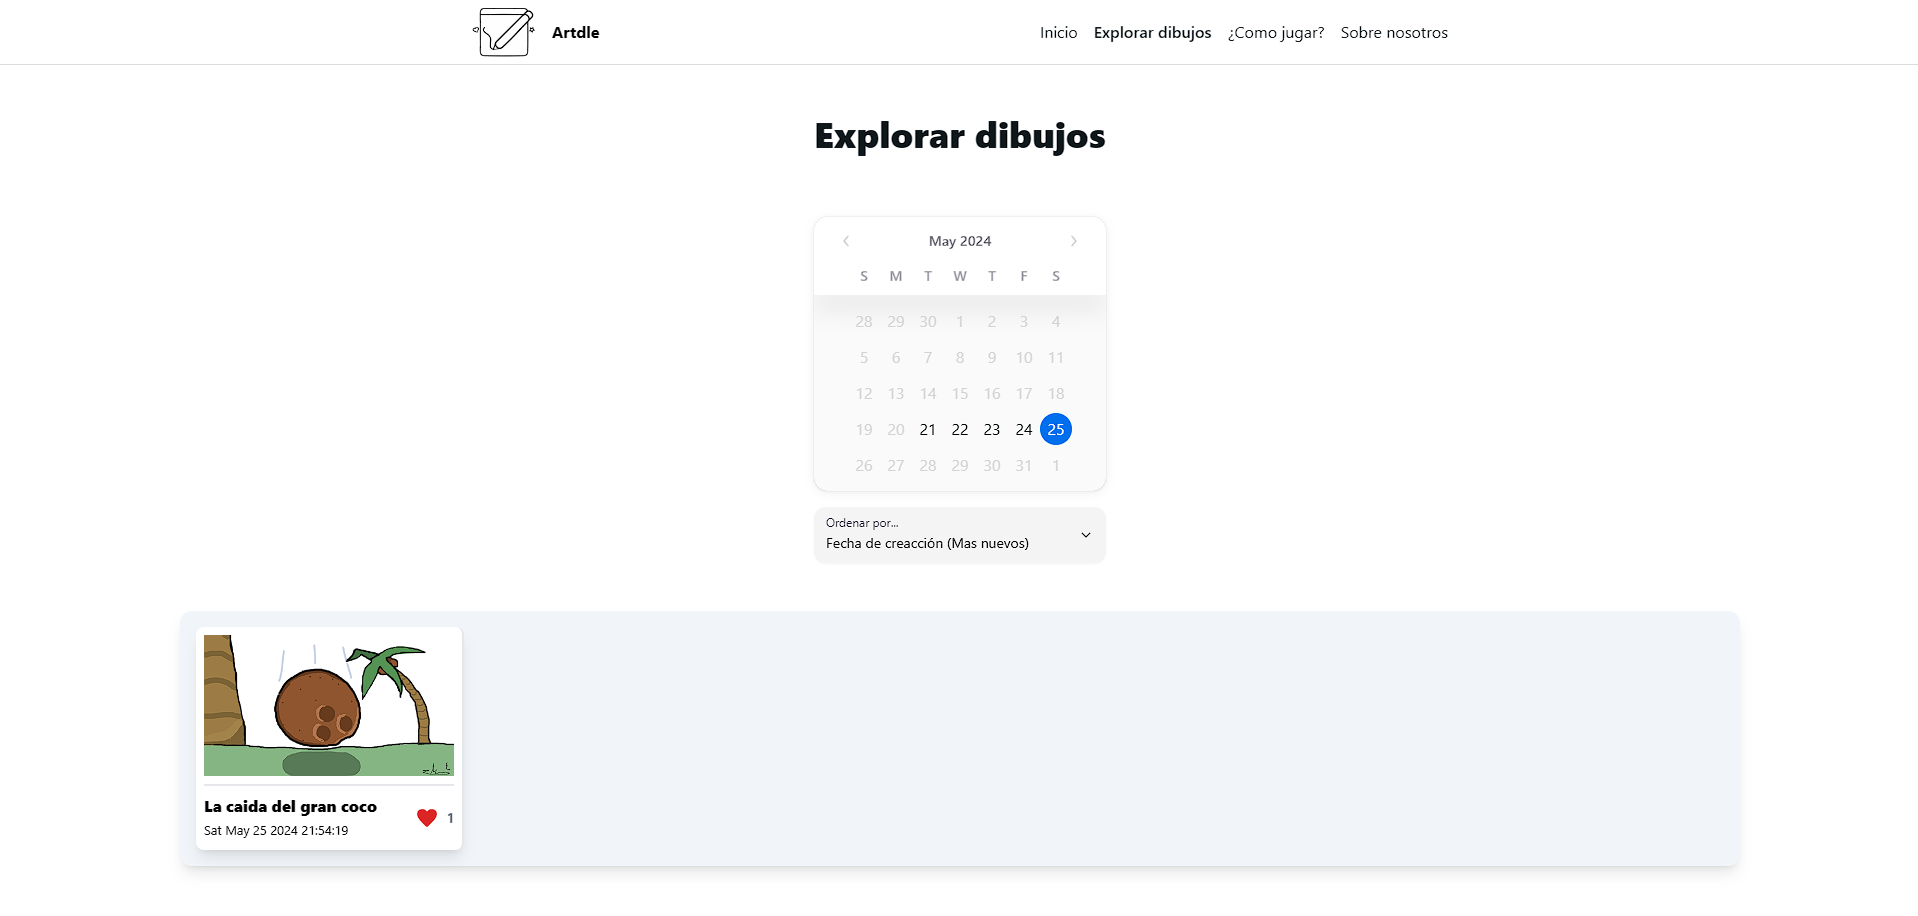 Artdle
Inicio Explorar dibujos ¿Como jugar? Sobre nosotros
Explorar dibujos
May 2024
S M T W T F S
28 29 30 1 2 3 4
5 6 7 8 9 10 11
12 13 14 15 16 17 18
19 20 21 22 23 24 25
26 27 28 29 30 31 1
Ordenar por...
Fecha de creacción (Mas nuevos)
La caida del gran coco
Sat May 25 2024 21:54:19
1